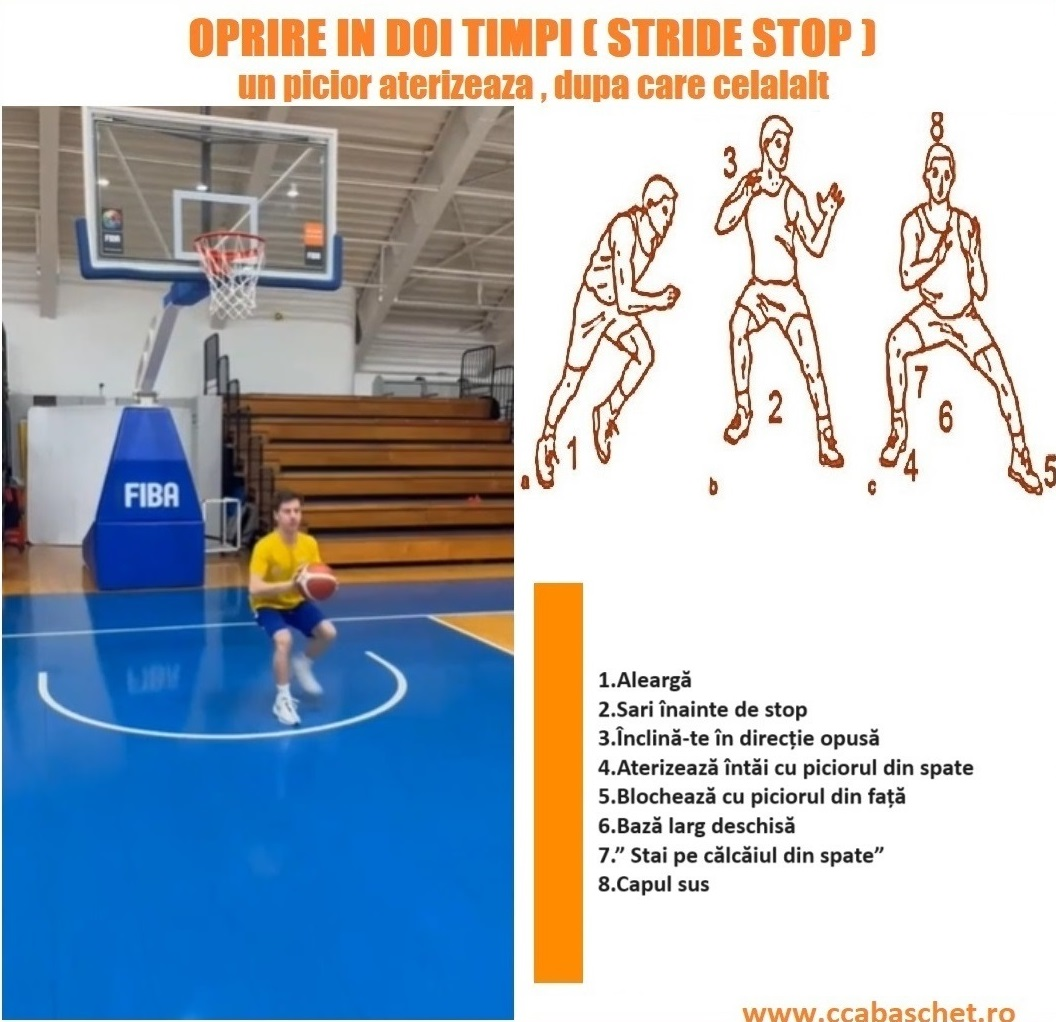 OPRIRE IN DOI TIMPI ( STRIDE STOP )
un picior aterizeaza , dupa care celalalt
FIBA
FIBA
FIBA
3
8
1
2
7
6
4
5
a
b
c
1.Aleargă
2.Sari înainte de stop
3.Înclină-te în direcție opusă
4.Aterizează întăi cu piciorul din spate
5.Blochează cu piciorul din față
6.Bază larg deschisă
7.” Stai pe călcăiul din spate”
8.Capul sus
www.ccabaschet.ro